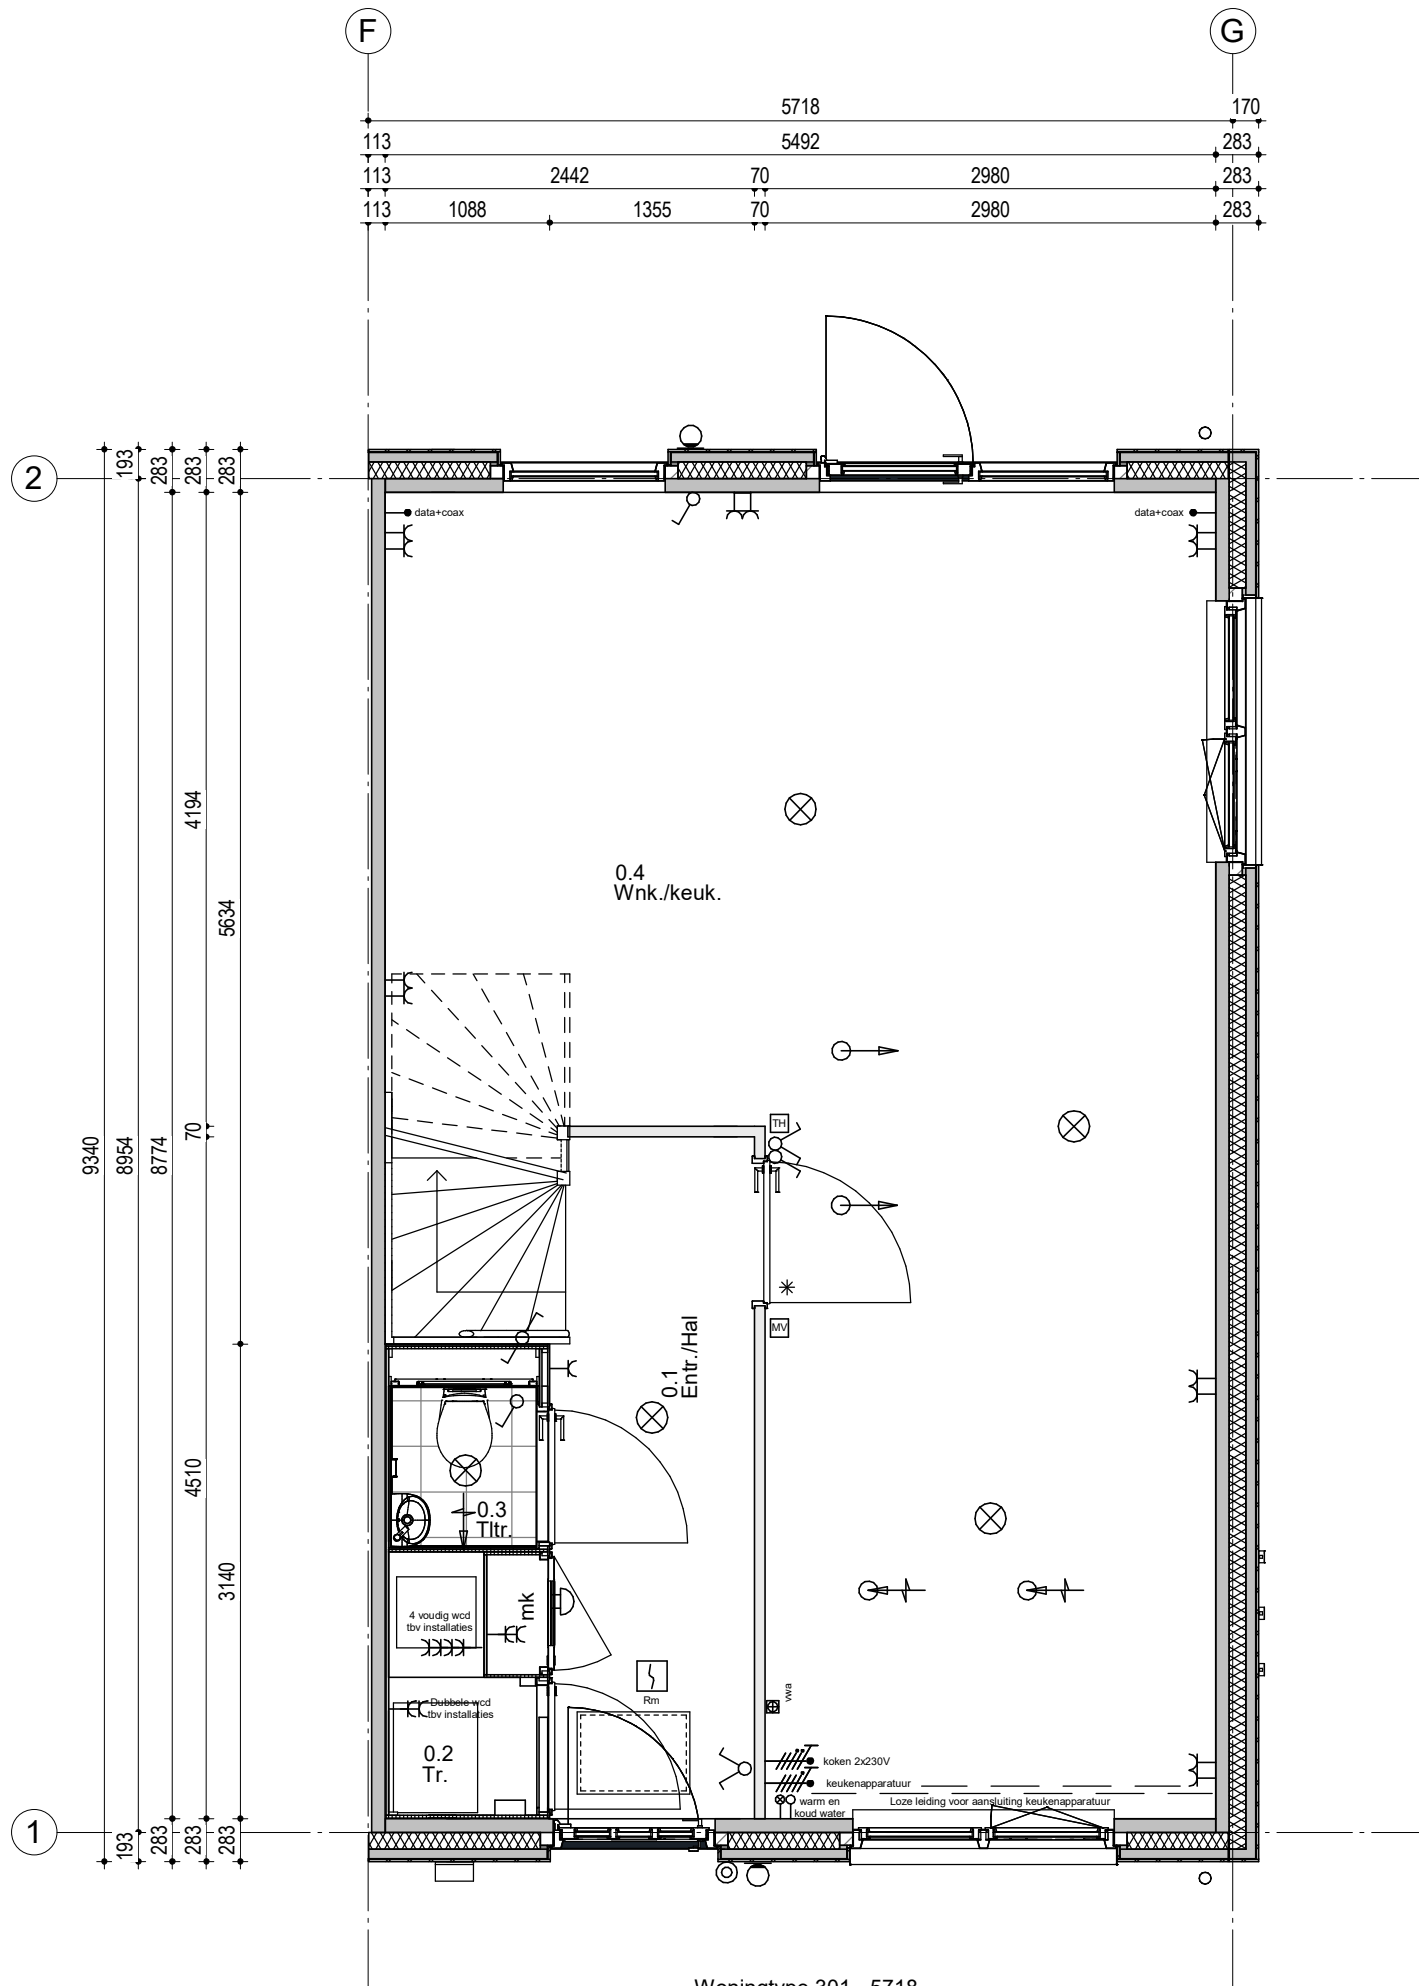 F
G
5718
170
113
5492
283
113
2442
70
2980
283
113
1088
1355
70
2980
283
2
193
283
283
283
data+coax
data+coax
4194
0.4
Wnk./keuk.
5634
TH
70
9340
8954
8774
MV
0.1
Entr./Hal
4510
0.3
Tltr.
3140
mk
4 voudig wcd
tbv installaties
Rm
vwa
Dubbele wcd
tbv installaties
0.2
Tr.
koken 2x230V
keukenapparatuur
warm en
koud water
Loze leiding voor aansluiting keukenapparatuur
1
193
283
283
283
Woningtype 301 - 5718